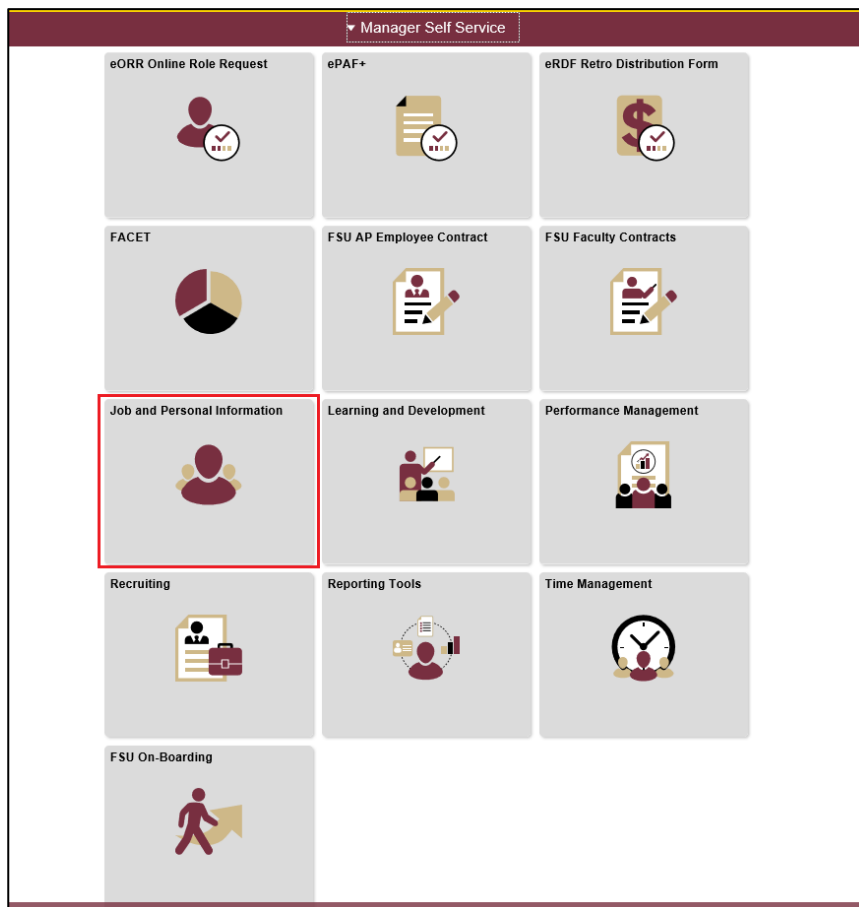 Manager Self Service
eORR Online Role Request
ePAF+
eRDF Retro Distribution Form
FACET
FSU AP Employee Contract
FSU Faculty Contracts
Job and Personal Information
Learning and Development
Performance Management
Recruiting
Reporting Tools
Time Management
FSU On-Boarding